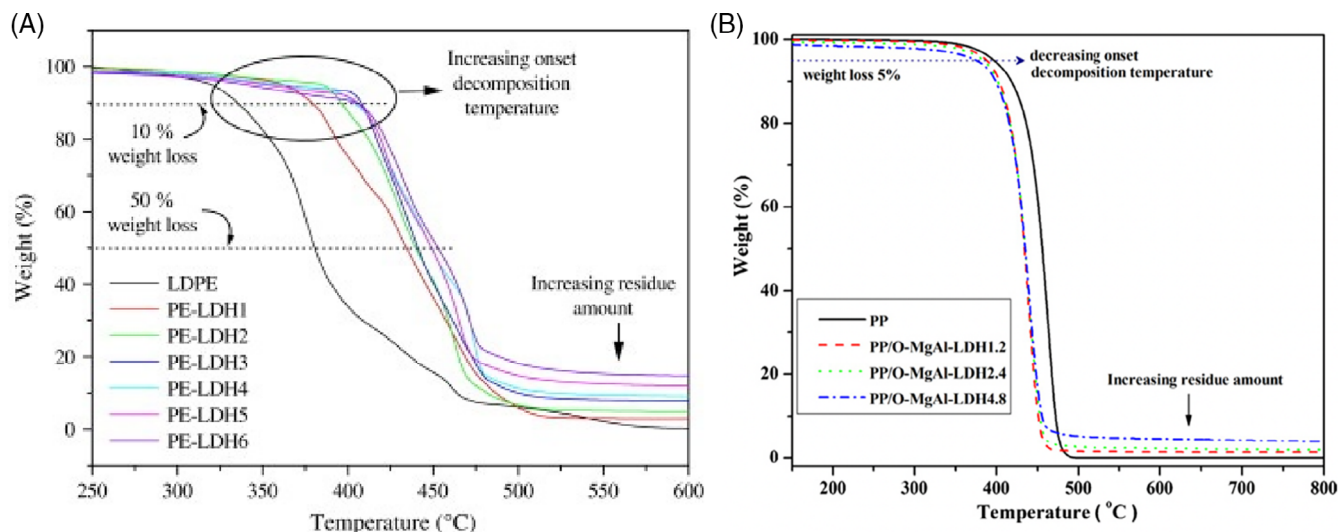 (A)
100
80
60
40
20
0
Weight (%)
250
300
350
400
450
500
550
600
Temperature (°C)
Increasing onset
decomposition
temperature
10 %
weight loss
50 %
weight loss
Increasing residue
amount
LDPE
PE-LDH1
PE-LDH2
PE-LDH3
PE-LDH4
PE-LDH5
PE-LDH6
(B)
100
80
60
40
20
0
Weight (%)
200
300
400
500
600
700
800
Temperature ( °C)
weight loss 5%
decreasing onset
decomposition temperature
PP
PP/O-MgAl-LDH1.2
PP/O-MgAl-LDH2.4
PP/O-MgAl-LDH4.8
Increasing residue amount